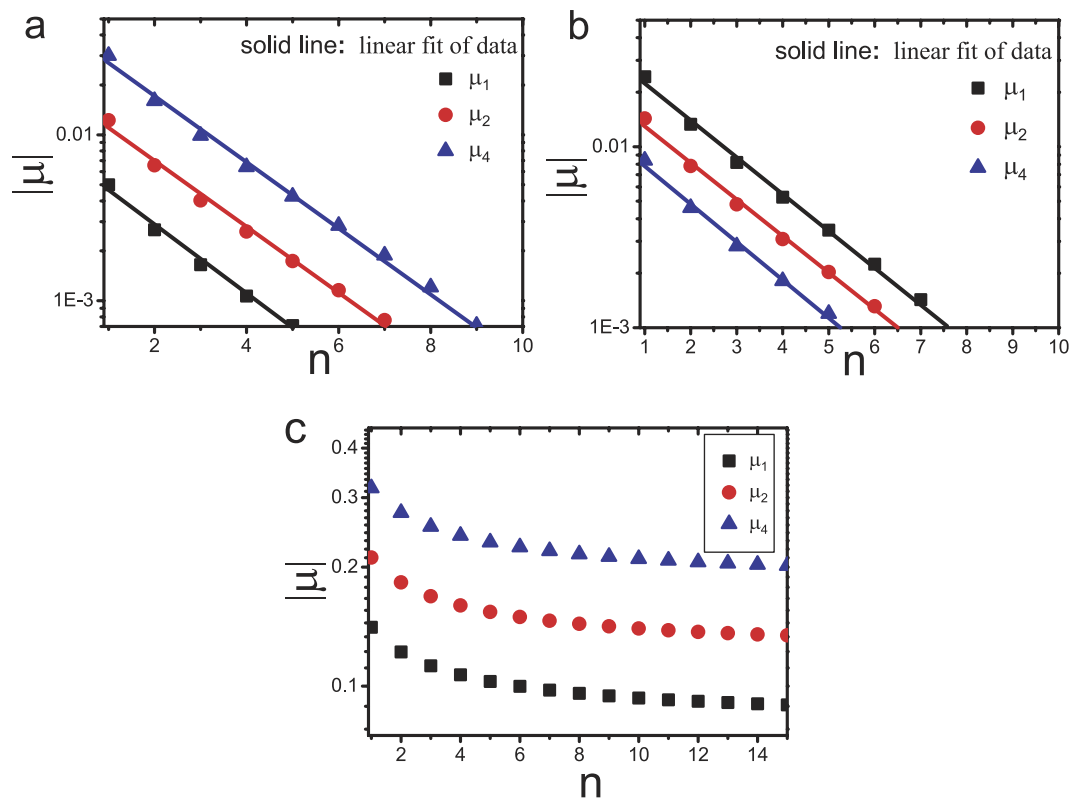 a
solid line: linear fit of data
μ1
μ2
μ4
0.01
1E-3
|μ|
2 4 6 8 10
n
b
solid line: linear fit of data
μ1
μ2
μ4
0.01
1E-3
|μ|
1 2 3 4 5 6 7 8 9 10
n
c
μ1
μ2
μ4
0.4
0.3
0.2
0.1
|μ|
2 4 6 8 10 12 14
n